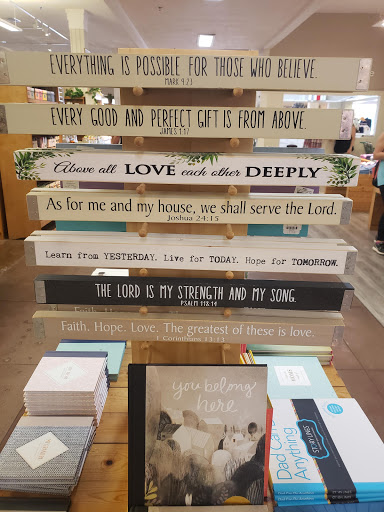 EVERYTHING IS POSSIBLE FOR THOSE WHO BELIEVE.
MARK 9:23
EVERY GOOD AND PERFECT GIFT IS FROM ABOVE.
JAMES 1:17
Above all LOVE each other DEEPLY
As for me and my house, we shall serve the Lord.
Joshua 24:15
Learn from YESTERDAY. Live for TODAY. Hope for TOMORROW.
THE LORD IS MY STRENGTH AND MY SONG.
PSALM 118:14
Faith. Hope. Love. The greatest of these is love.
1 Corinthians 13:13
you belong
here
Dad Can
Anything
STORYLINES